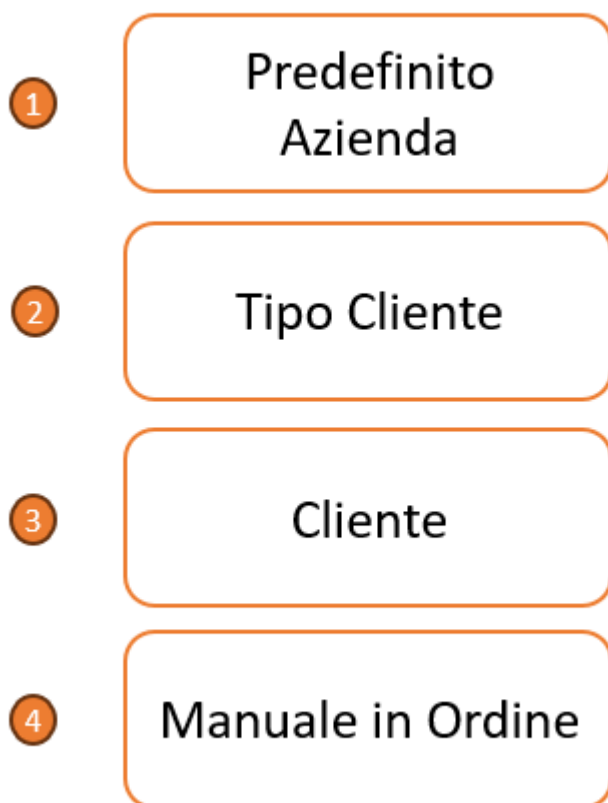 1
Predefinito
Azienda
2
Tipo Cliente
3
Cliente
4
Manuale in Ordine